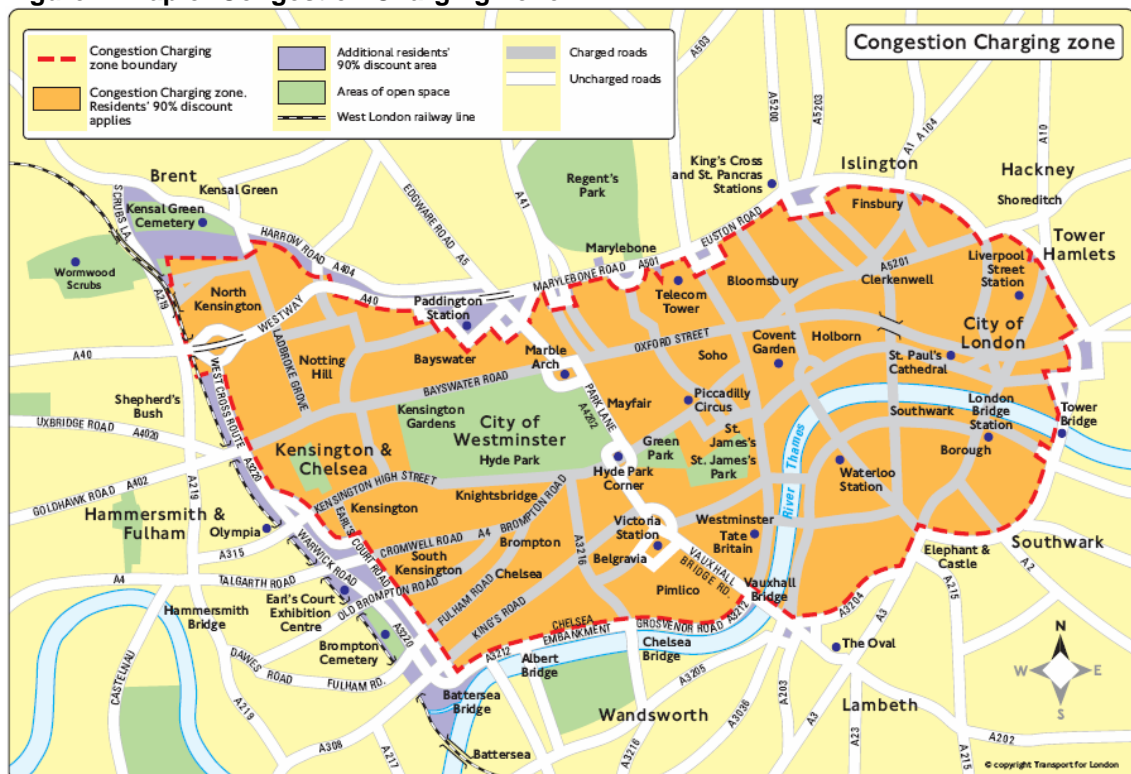 Congestion Charging zone
Congestion Charging
zone boundary
Congestion Charging zone.
Residents' 90% discount
applies
Additional residents'
90% discount area
Areas of open space
West London railway line
Charged roads
Uncharged roads
A503
A5200
A5203
A1
A104
A10
Brent
Kensal Green
SCRUBS LA.
Kensal Green
Cemetery
HARROW ROAD
A404
EDGWARE ROAD
A5
A41
Regent's
Park
King's Cross
and St. Pancras
Stations
Islington
Hackney
Finsbury
Shoreditch
Tower
Hamlets
Wormwood
Scrubs
A219
North
Kensington
WESTWAY
A40
Paddington
Station
Marylebone
MARYLEBONE ROAD
A501
EUSTON ROAD
Telecom
Tower
Bloomsbury
A5201
Clerkenwell
Liverpool
Street
Station
A40
LADBROKE GROVE
Notting
Hill
Bayswater
BAYSWATER ROAD
Marble
Arch
OXFORD STREET
Soho
Covent
Garden
Holborn
City of
London
St. Paul's
Cathedral
WEST CROSS ROUTE
Shepherd's
Bush
UXBRIDGE ROAD
A4020
Kensington
Gardens
City of
Westminster
Hyde Park
PARK LANE
A4202
Mayfair
Piccadilly
Circus
Green
Park
St.
James's
St. James's
Park
Southwark
London
Bridge
Station
Tower
Bridge
Borough
Kensington &
Chelsea
A3220
GOLDHAWK ROAD
A402
A219
KENSINGTON HIGH STREET
Knightsbridge
Hyde Park
Corner
River Thames
Waterloo
Station
Hammersmith &
Fulham
Olympia
Kensington
EARL'S COURT ROAD
CROMWELL ROAD
A4
BROMPTON ROAD
Brompton
A3216
Victoria
Station
Belgravia
Westminster
Tate
Britain
A315
WARWICK ROAD
South
Kensington
Chelsea
VAUXHALL
BRIDGE RD.
Vauxhall
Bridge
Elephant &
Castle
Southwark
A2
A4
TALGARTH ROAD
OLD BROMPTON ROAD
FULHAM ROAD
KING'S ROAD
Pimlico
A3204
A3
A215
Hammersmith
Bridge
Earl's Court
Exhibition
Centre
CHELSEA
EMBANKMENT
GROSVENOR ROAD
A3212
Chelsea
Bridge
The Oval
Brompton
Cemetery
A3220
A3212
Albert
Bridge
A3205
CASTELNAU
DAWES ROAD
FULHAM RD.
A219
Battersea
Bridge
Wandsworth
A203
Lambeth
N
W
E
S
A308
A217
Battersea
A3216
A3036
A3
A23
A202
A215
© copyright Transport for London